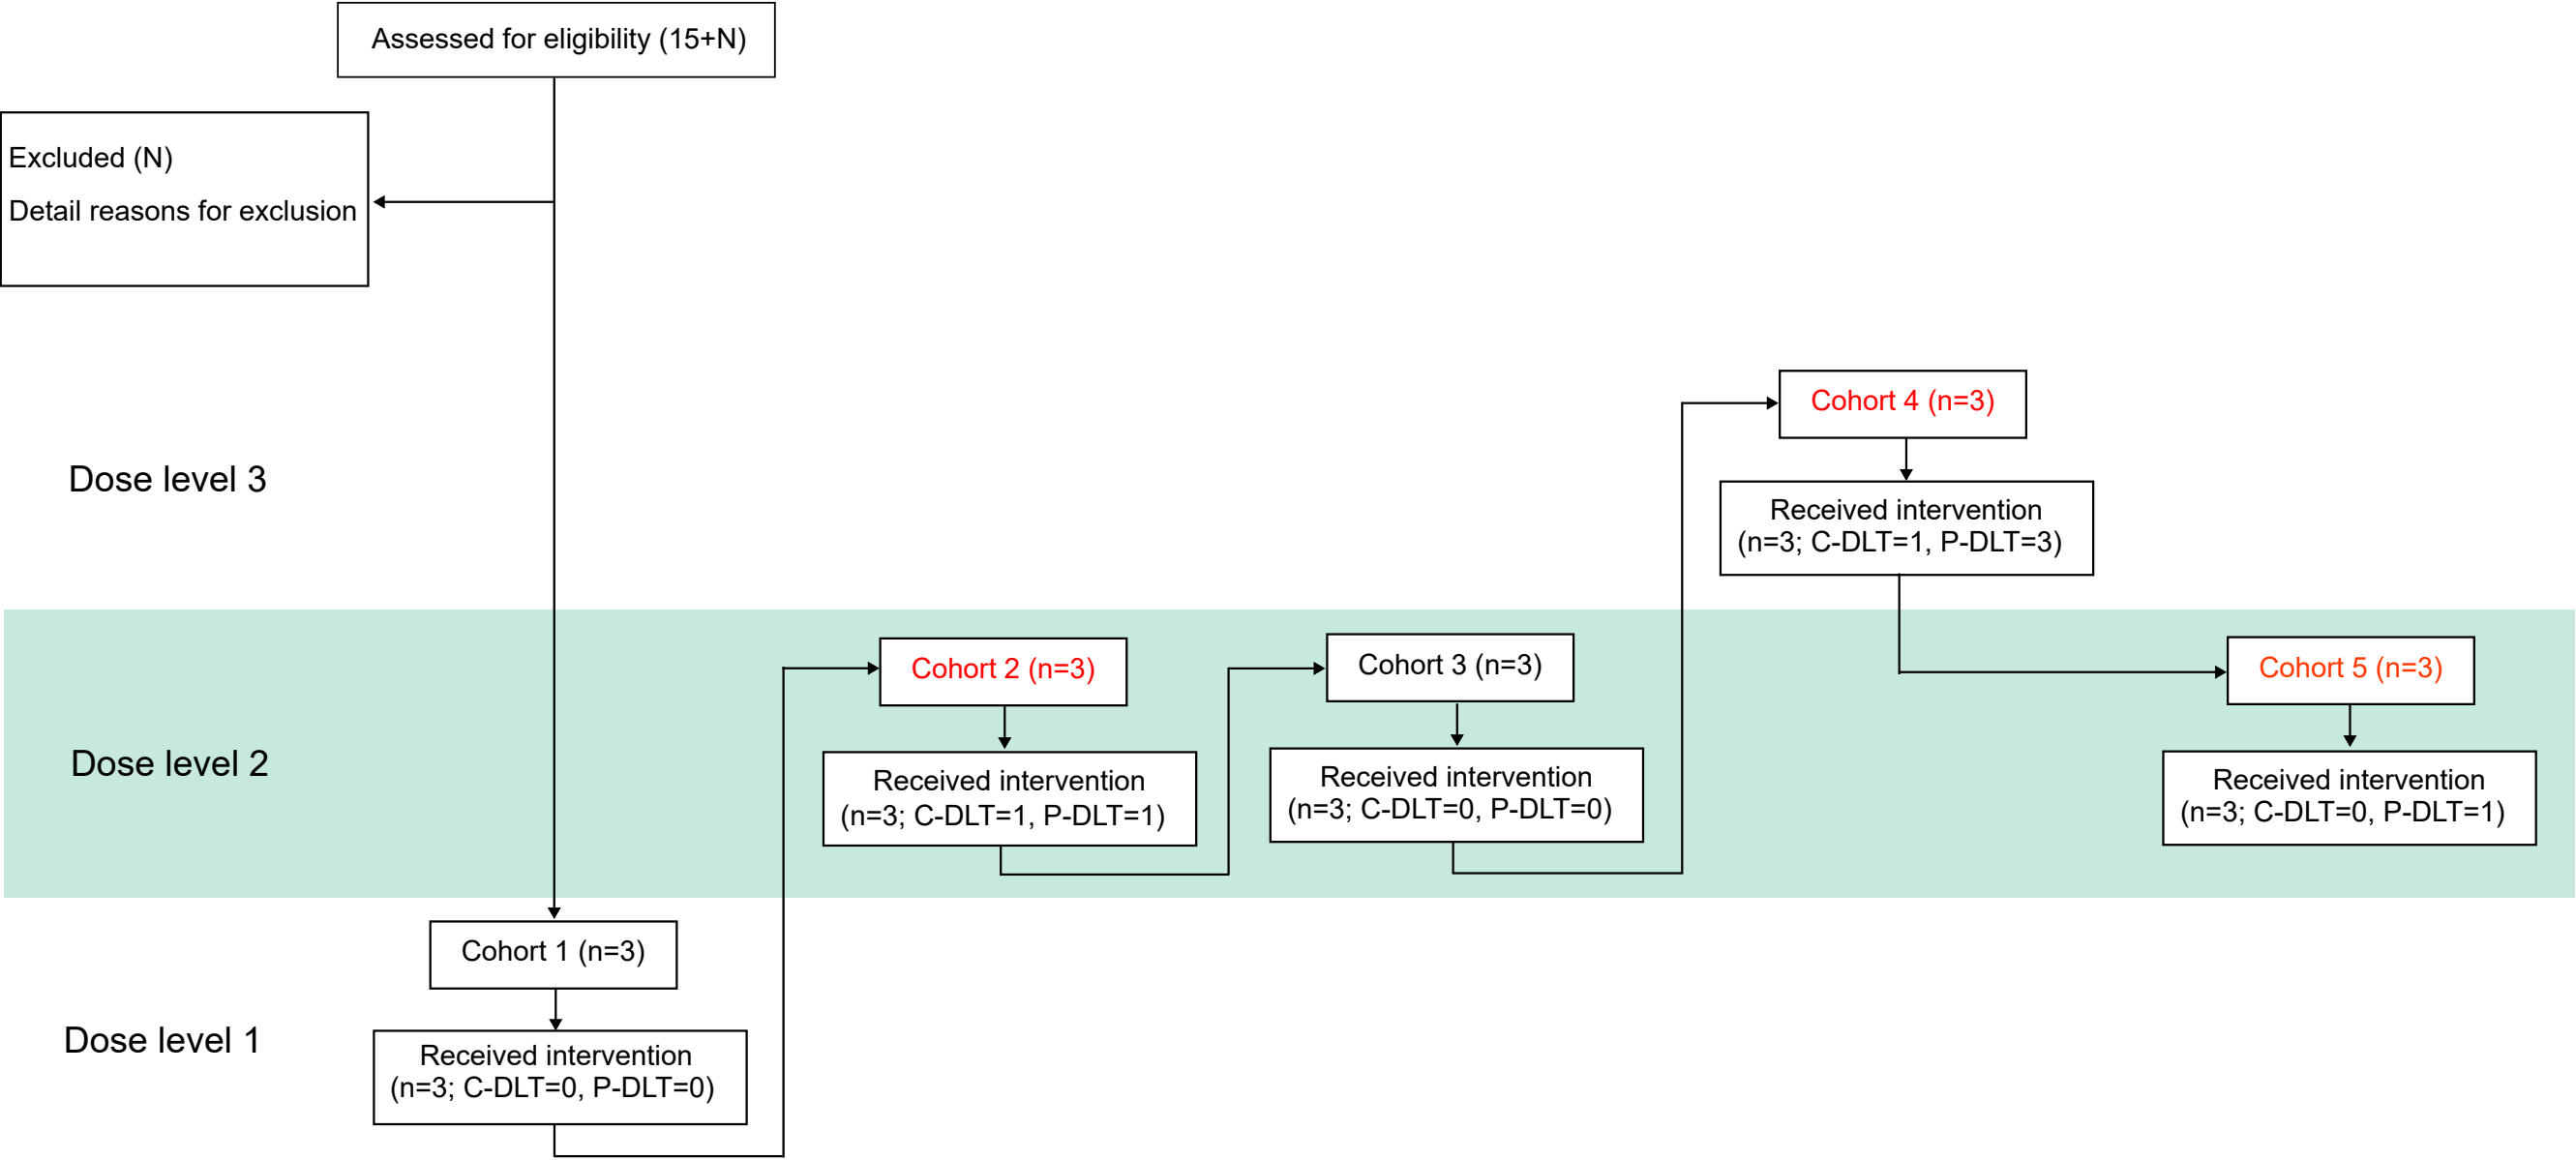 Assessed for eligibility (15+N)
Excluded (N)
Detail reasons for exclusion
Dose level 3
Cohort 4 (n=3)
Received intervention
(n=3; C-DLT=1, P-DLT=3)
Dose level 2
Cohort 2 (n=3)
Received intervention
(n=3; C-DLT=1, P-DLT=1)
Cohort 3 (n=3)
Received intervention
(n=3; C-DLT=0, P-DLT=0)
Cohort 5 (n=3)
Received intervention
(n=3; C-DLT=0, P-DLT=1)
Dose level 1
Cohort 1 (n=3)
Received intervention
(n=3; C-DLT=0, P-DLT=0)